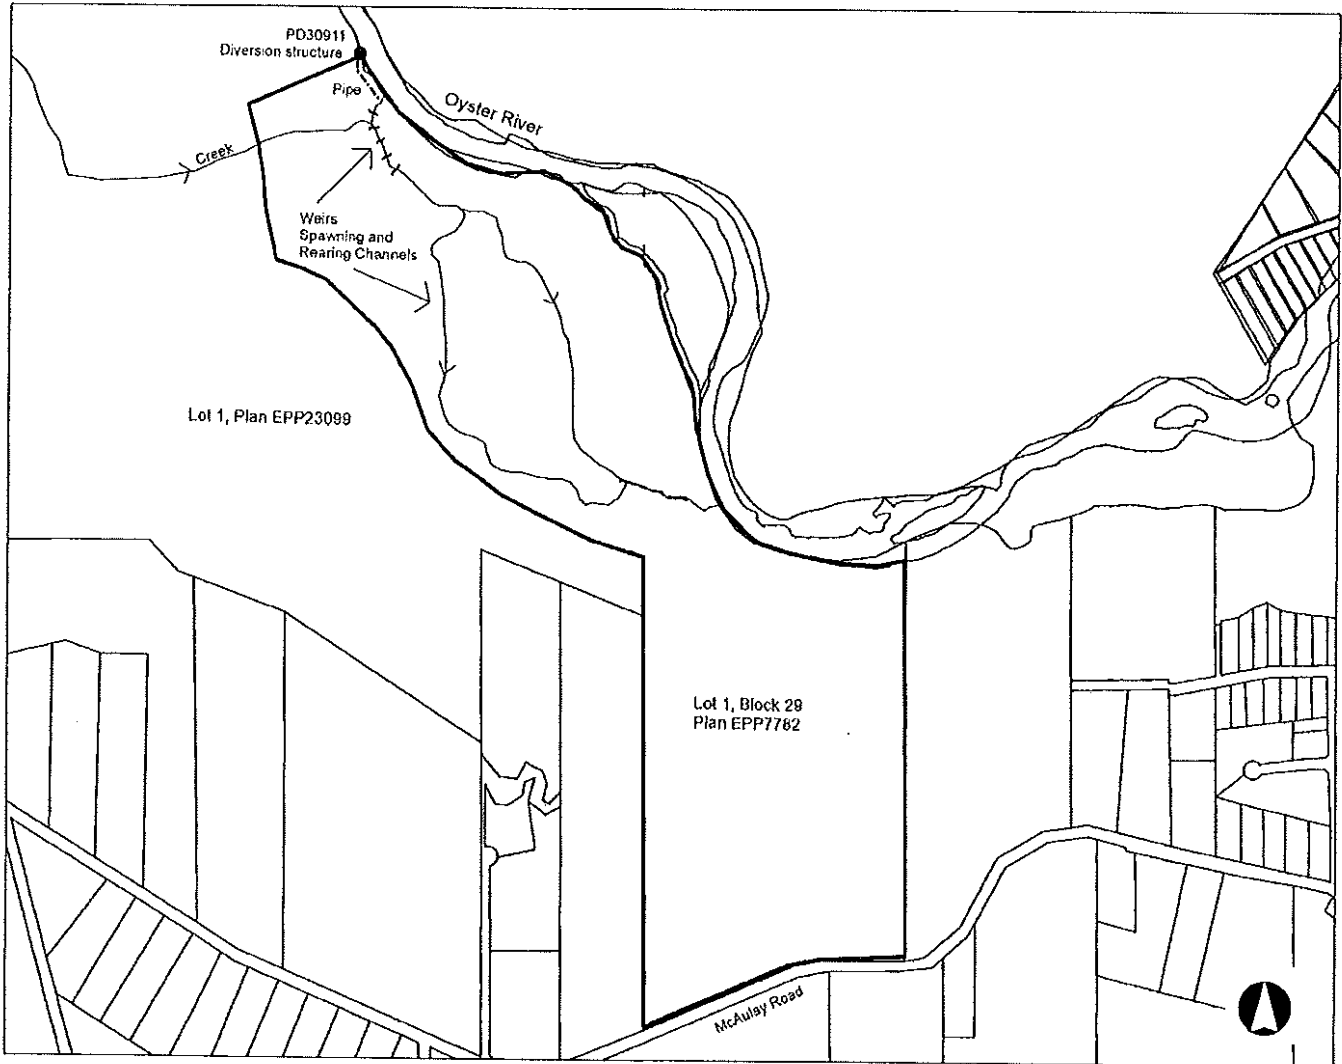 PD30911
Diversion structure
Pipe
Oyster River
Creek
Weirs
Spawning and
Rearing Channels
Lot 1, Plan EPP23099
Lot 1, Block 29
Plan EPP7782
McAulay Road